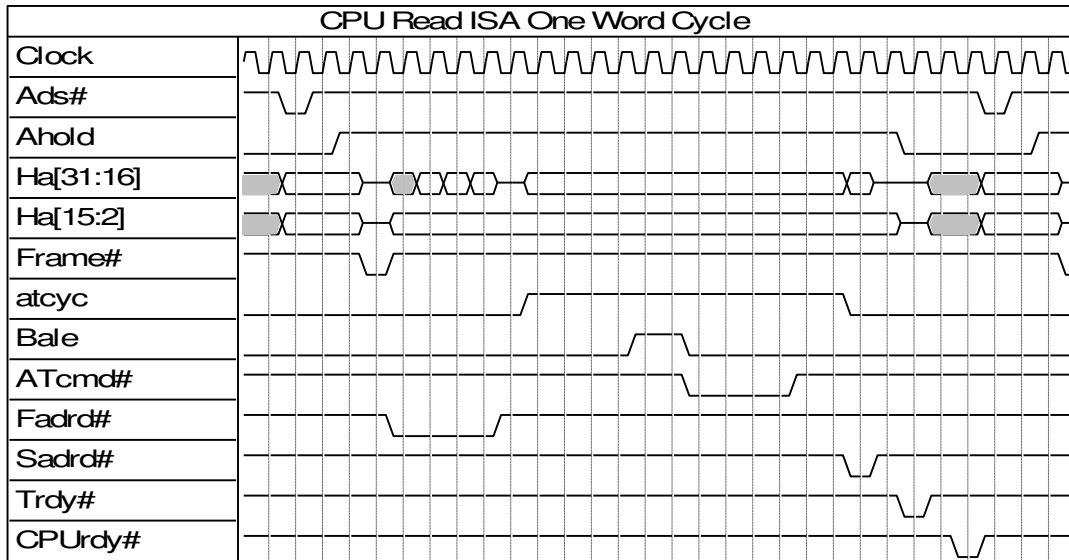 CPU Read ISA One Word Cycle
Clock
Ads#
Ahold
Ha[31:16]
Ha[15:2]
Frame#
atcyc
Bale
ATcmd#
Fadrd#
Sadrd#
Trdy#
CPUrdy#